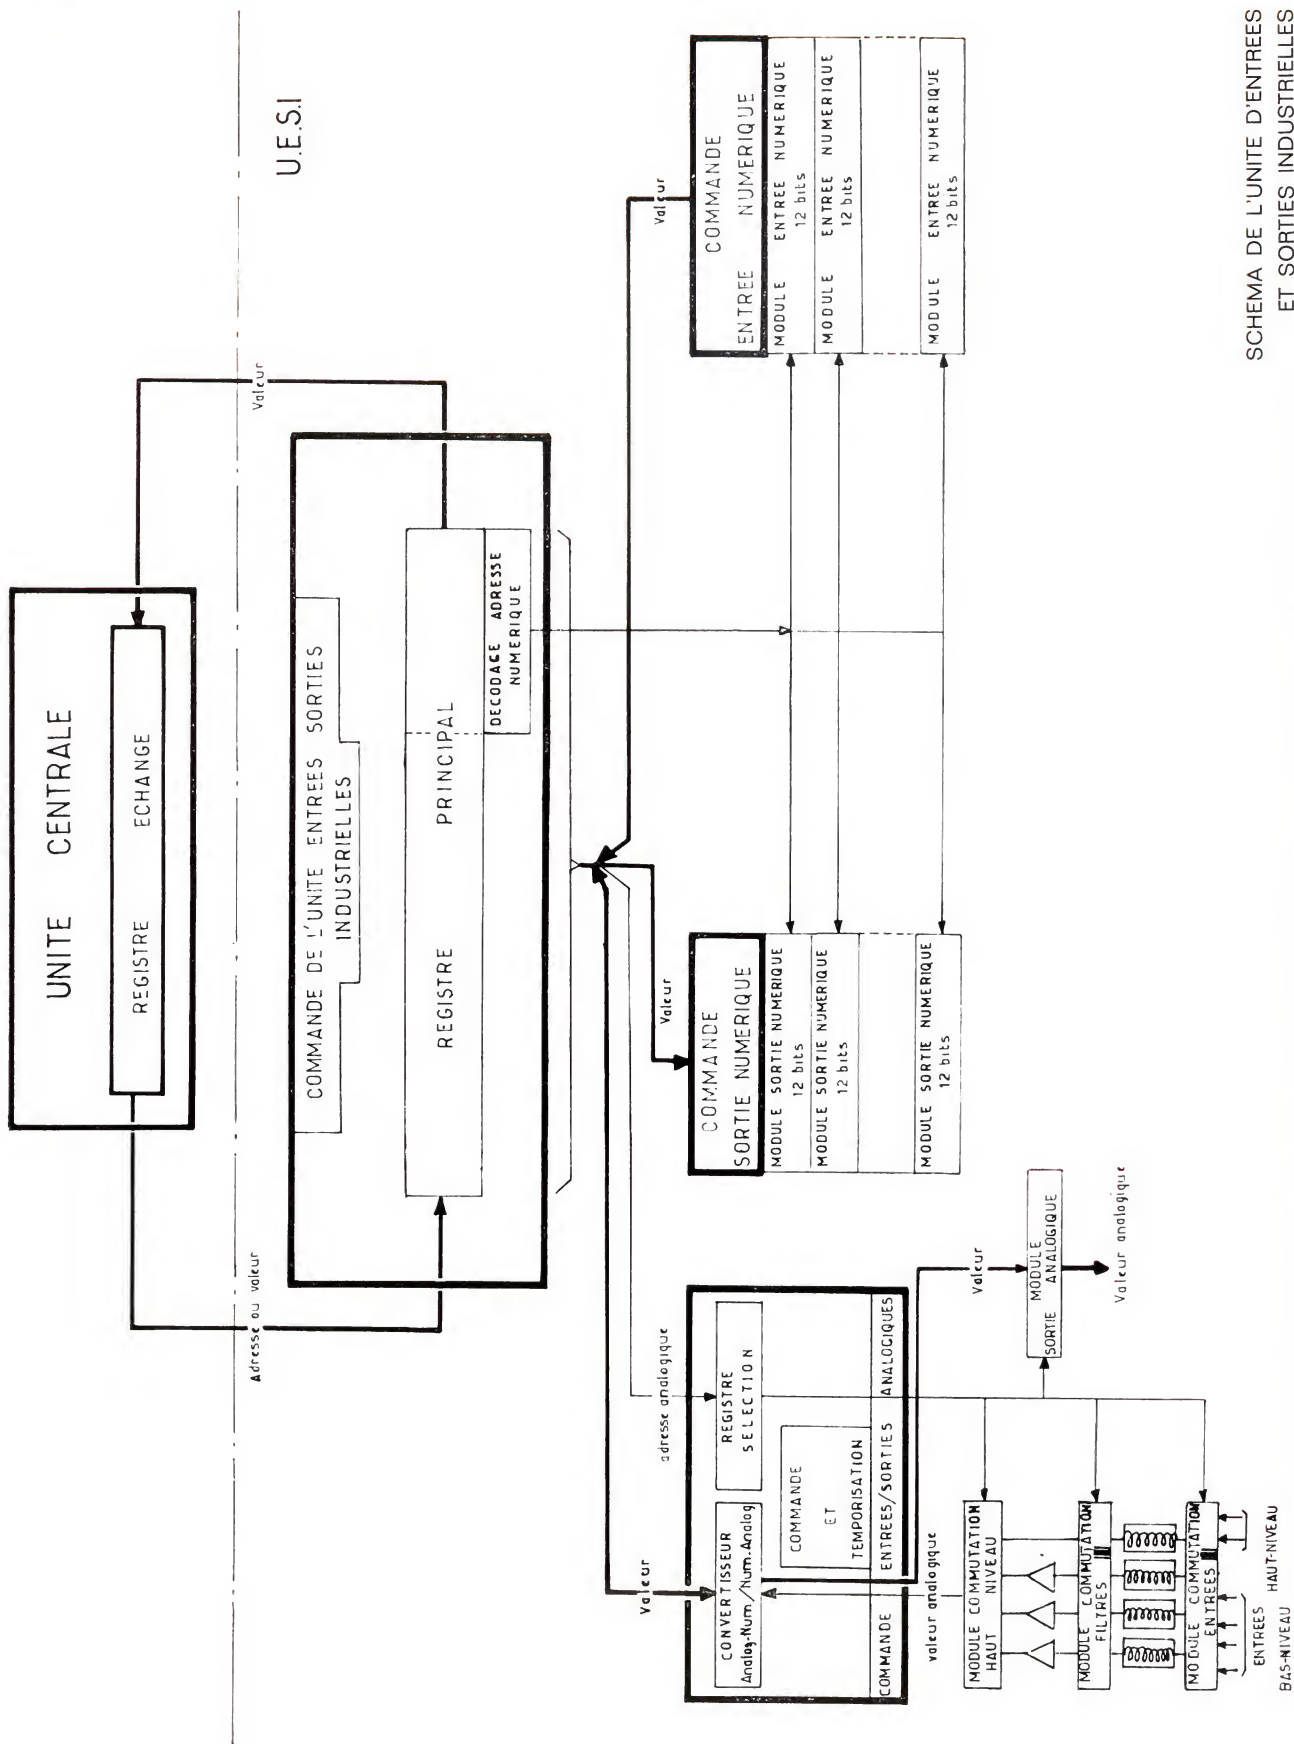 UNITE CENTRALE
REGISTRE ECHANGE
U.E.S.I
Adresse ou valeur
Valeur
COMMANDE DE L'UNITE ENTREES SORTIES
INDUSTRIELLES
REGISTRE PRINCIPAL
DECODAGE ADRESSE
NUMERIQUE
Valeur
adresse analogique
Valeur
Valeur
CONVERTISSEUR
Analog-Num/Num.Analog
REGISTRE
SELECTION
COMMANDE
ET
TEMPORISATION
COMMANDE ENTREES/SORTIES ANALOGIQUES
COMMANDE
SORTIE NUMERIQUE
MODULE SORTIE NUMERIQUE
12 bits
MODULE SORTIE NUMERIQUE
12 bits
MODULE SORTIE NUMERIQUE
12 bits
COMMANDE
ENTREE NUMERIQUE
MODULE ENTREE NUMERIQUE
12 bits
MODULE ENTREE NUMERIQUE
12 bits
MODULE ENTREE NUMERIQUE
12 bits
valeur analogique
Valeur
MODULE COMMUTATION
HAUT NIVEAU
MODULE
SORTIE ANALOGIQUE
Valeur analogique
MODULE COMMUTATION
FILTRES
MODULE COMMUTATION
ENTREES
ENTREES
BAS-NIVEAU
HAUT-NIVEAU
SCHEMA DE L'UNITE D'ENTREES
ET SORTIES INDUSTRIELLES